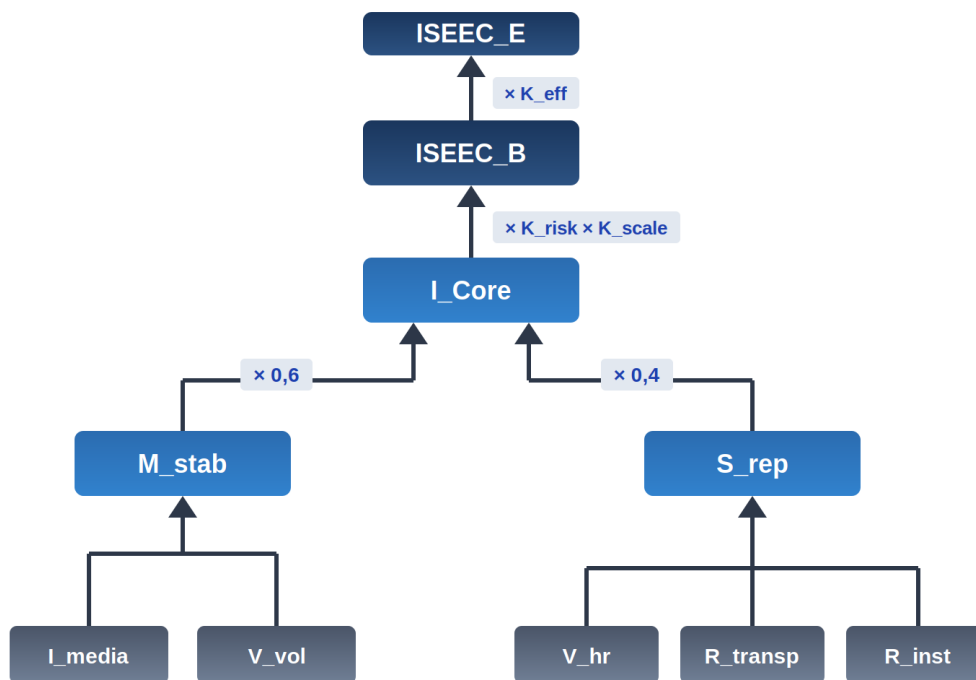 ISEEC_E
× K_eff
ISEEC_B
× K_risk × K_scale
I_Core
× 0,6
× 0,4
M_stab
S_rep
I_media
V_vol
V_hr
R_transp
R_inst